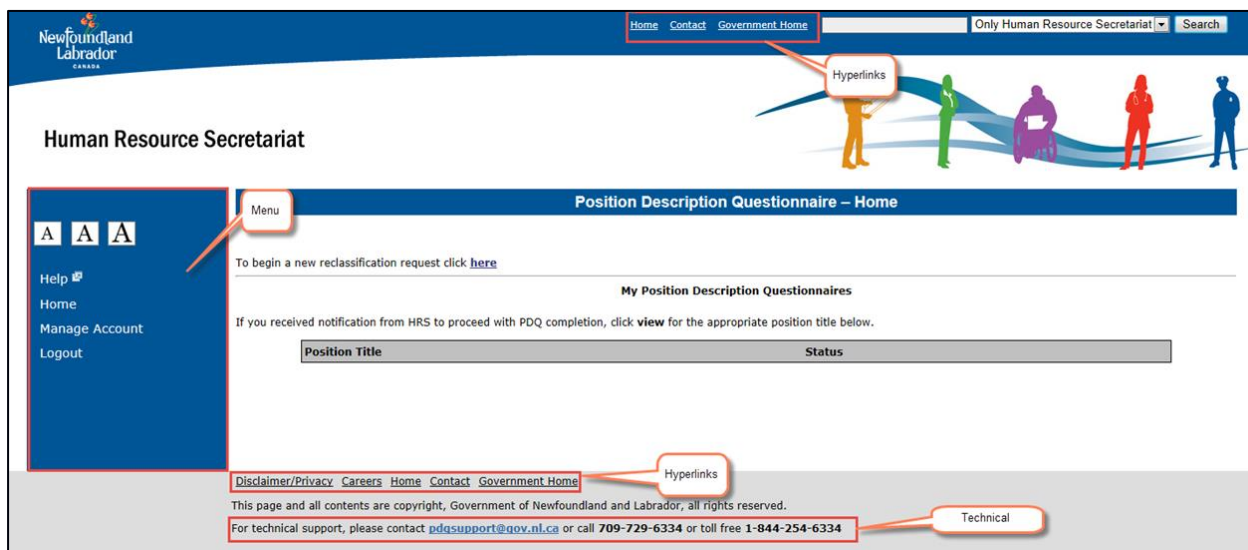 Newfoundland
Labrador
CANADA
Home Contact Government Home
Only Human Resource Secretariat Search
Hyperlinks
Human Resource Secretariat
Menu
Position Description Questionnaire – Home
A A A
To begin a new reclassification request click here
Help
Home
Manage Account
Logout
My Position Description Questionnaires
If you received notification from HRS to proceed with PDQ completion, click view for the appropriate position title below.
Position Title Status
Disclaimer/Privacy Careers Home Contact Government Home
Hyperlinks
This page and all contents are copyright, Government of Newfoundland and Labrador, all rights reserved.
For technical support, please contact pdqsupport@gov.nl.ca or call 709-729-6334 or toll free 1-844-254-6334
Technical